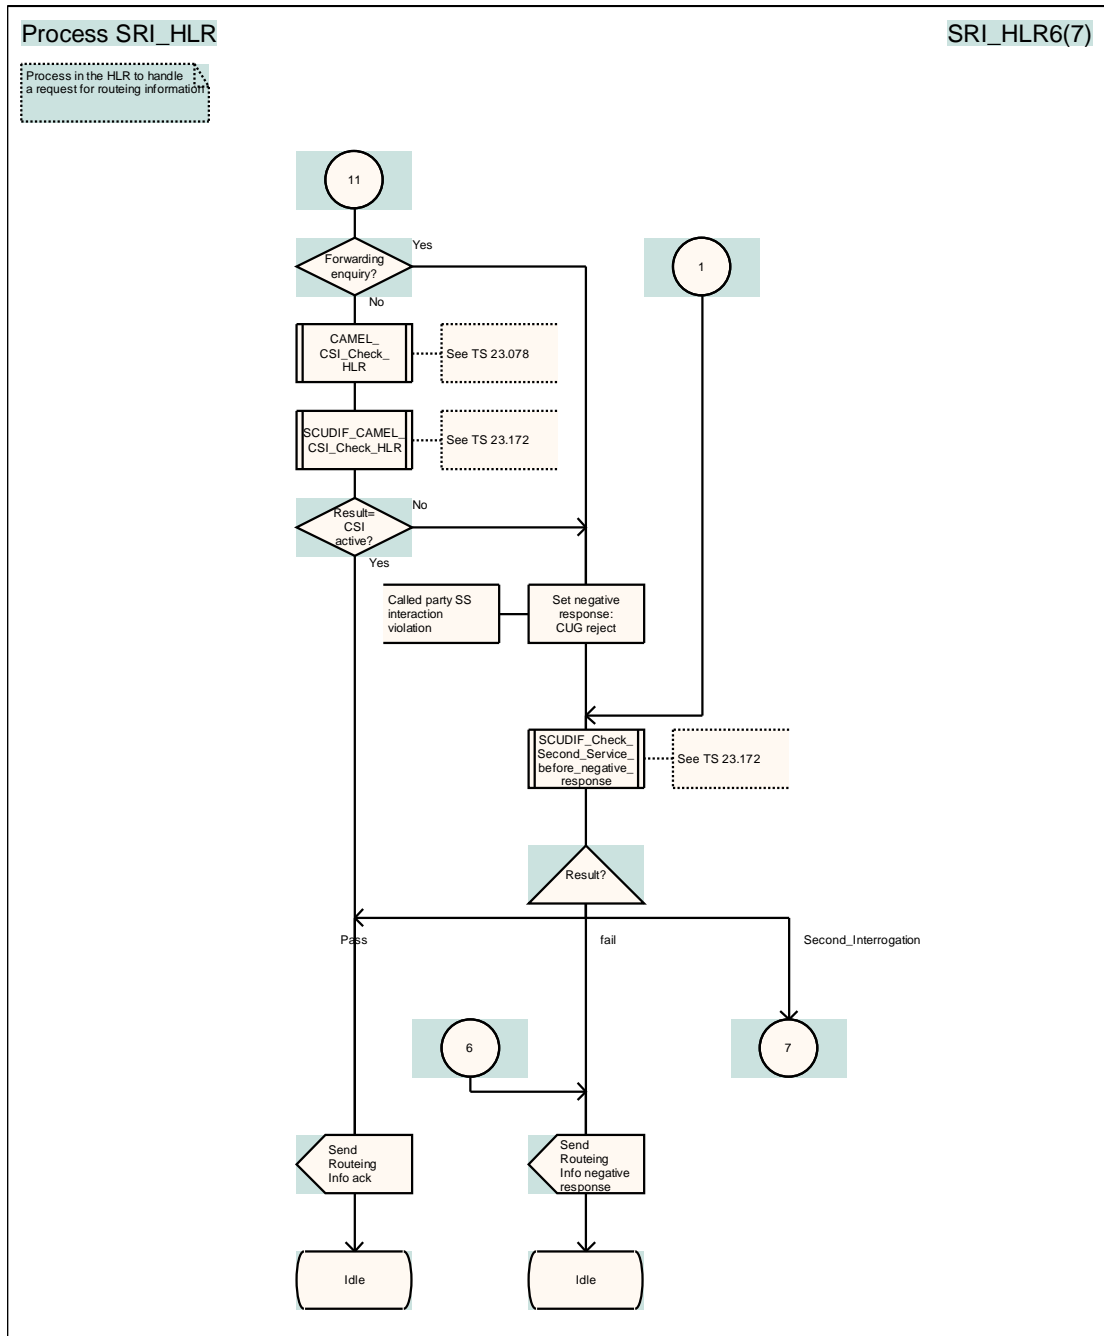 Process SRI_HLR
SRI_HLR6(7)
Process in the HLR to handle
a request for routeing information
11
Yes
Forwarding
enquiry?
1
No
CAMEL_
CSI_Check_
HLR
See TS 23.078
SCUDIF_CAMEL_
CSI_Check_HLR
See TS 23.172
No
Result=
CSI
active?
Yes
Called party SS
interaction
violation
Set negative
response:
CUG reject
SCUDIF_Check_
Second_Service_
before_negative_
response
See TS 23.172
Result?
Pass
fail
Second_Interrogation
6
7
Send
Routeing
Info ack
Send
Routeing
Info negative
response
Idle
Idle